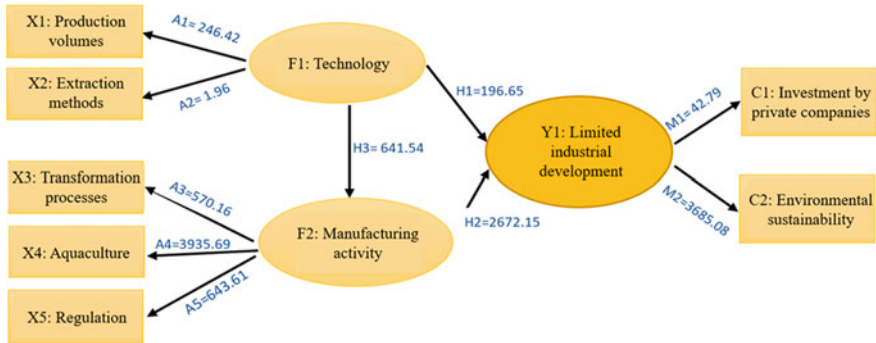 X1: Production
volumes
A1= 246.42
X2: Extraction
methods
A2= 1.96
F1: Technology
H1=196.65
H3= 641.54
Y1: Limited
industrial
development
M1= 42.79
C1: Investment by
private companies
M2=3685.08
C2: Environmental
sustainability
H2=2672.15
X3: Transformation
processes
A3=570.16
F2: Manufacturing
activity
X4: Aquaculture
A4=3935.69
X5: Regulation
A5=643.61